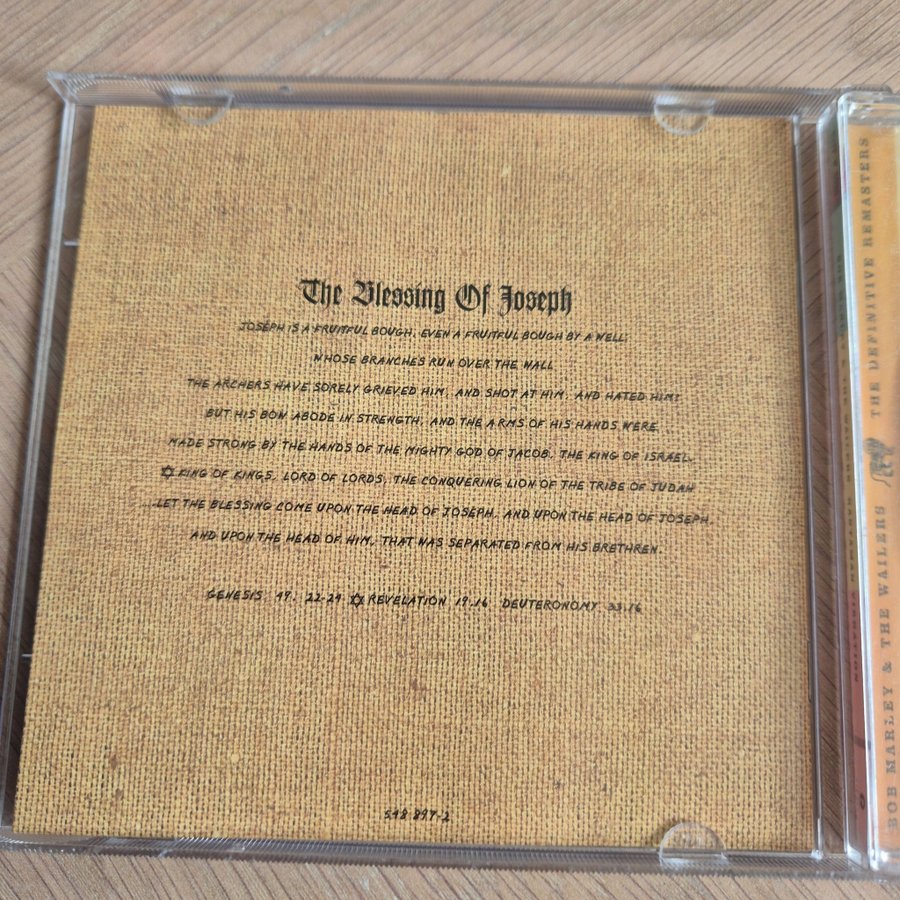 The Blessing Of Joseph
JOSEPH IS A FRUITFUL BOUGH, EVEN A FRUITFUL BOUGH BY A WELL;
WHOSE BRANCHES RUN OVER THE WALL
THE ARCHERS HAVE SORELY GRIEVED HIM, AND SHOT AT HIM, AND HATED HIM:
BUT HIS BOW ABODE IN STRENGTH, AND THE ARMS OF HIS HANDS WERE
MADE STRONG BY THE HANDS OF THE MIGHTY GOD OF JACOB, THE KING OF ISRAEL,
✡ KING OF KINGS, LORD OF LORDS, THE CONQUERING LION OF THE TRIBE OF JUDAH
....LET THE BLESSING COME UPON THE HEAD OF JOSEPH, AND UPON THE HEAD OF JOSEPH,
AND UPON THE HEAD OF HIM, THAT WAS SEPARATED FROM HIS BRETHREN.
GENESIS 49. 22-24 ✡ REVELATION 19.16 DEUTERONOMY 33.16
548 897-2
BOB MARLEY & THE WAILERS THE DEFINITIVE REMASTERS